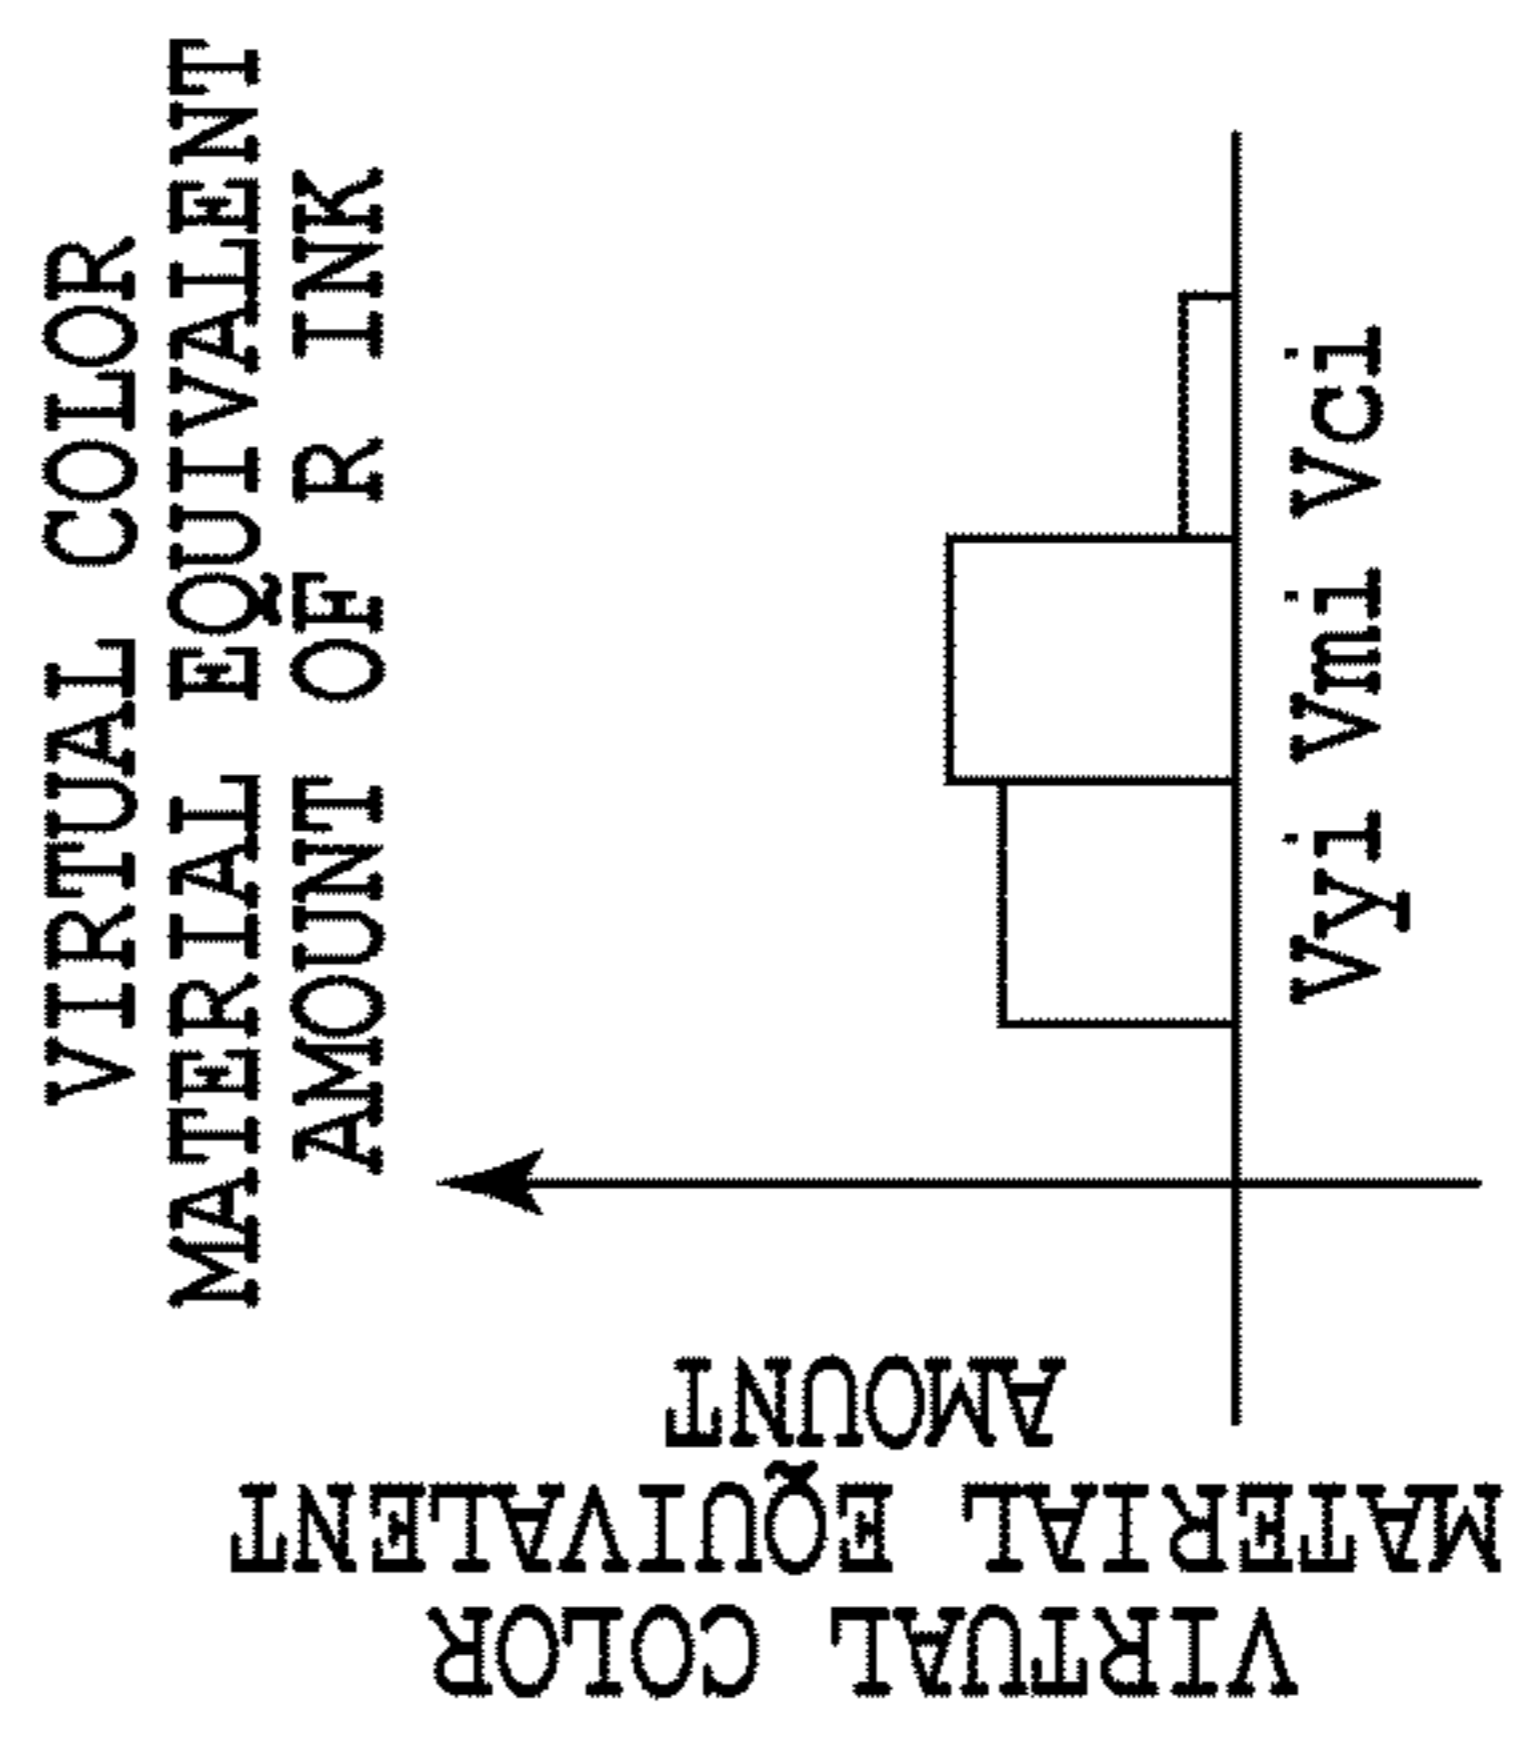 VIRTUAL COLOR
MATERIAL EQUIVALENT
AMOUNT OF R INK
VIRTUAL COLOR
MATERIAL EQUIVALENT
AMOUNT
Vyi Vmi Vci